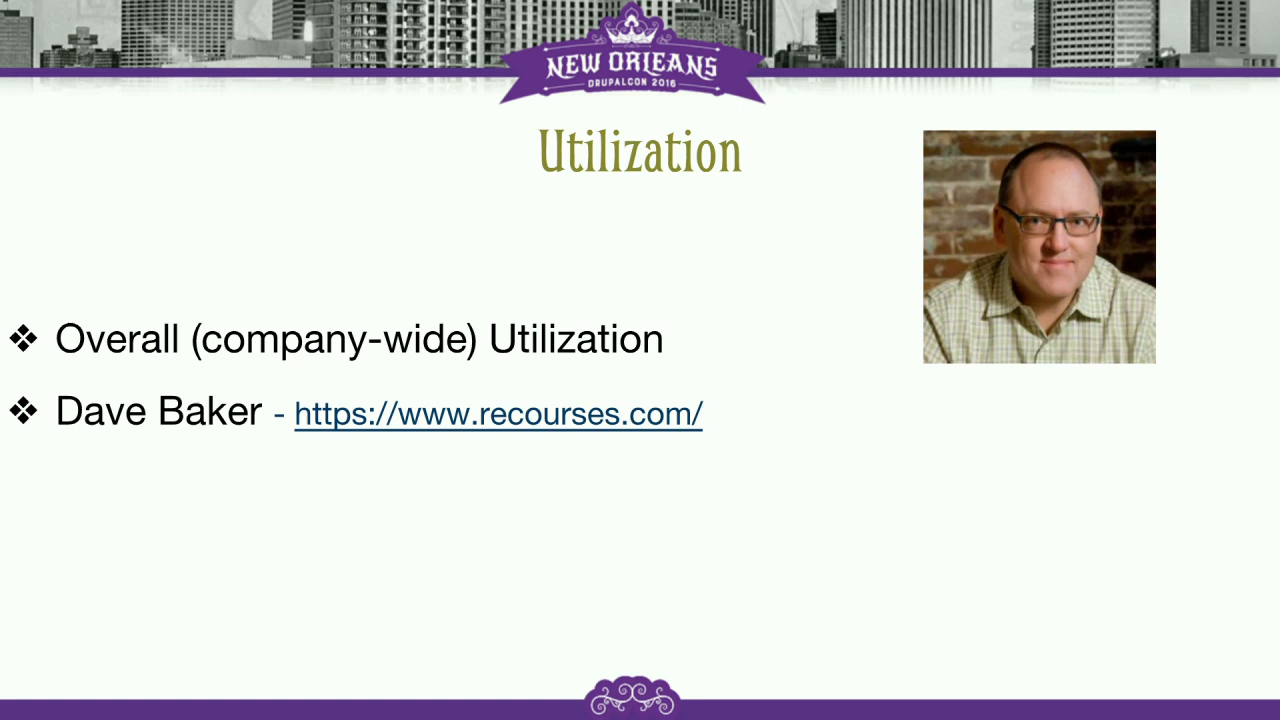 NEW ORLEANS
DRUPALCON 2016
Utilization
❖ Overall (company-wide) Utilization
❖ Dave Baker - https://www.recourses.com/